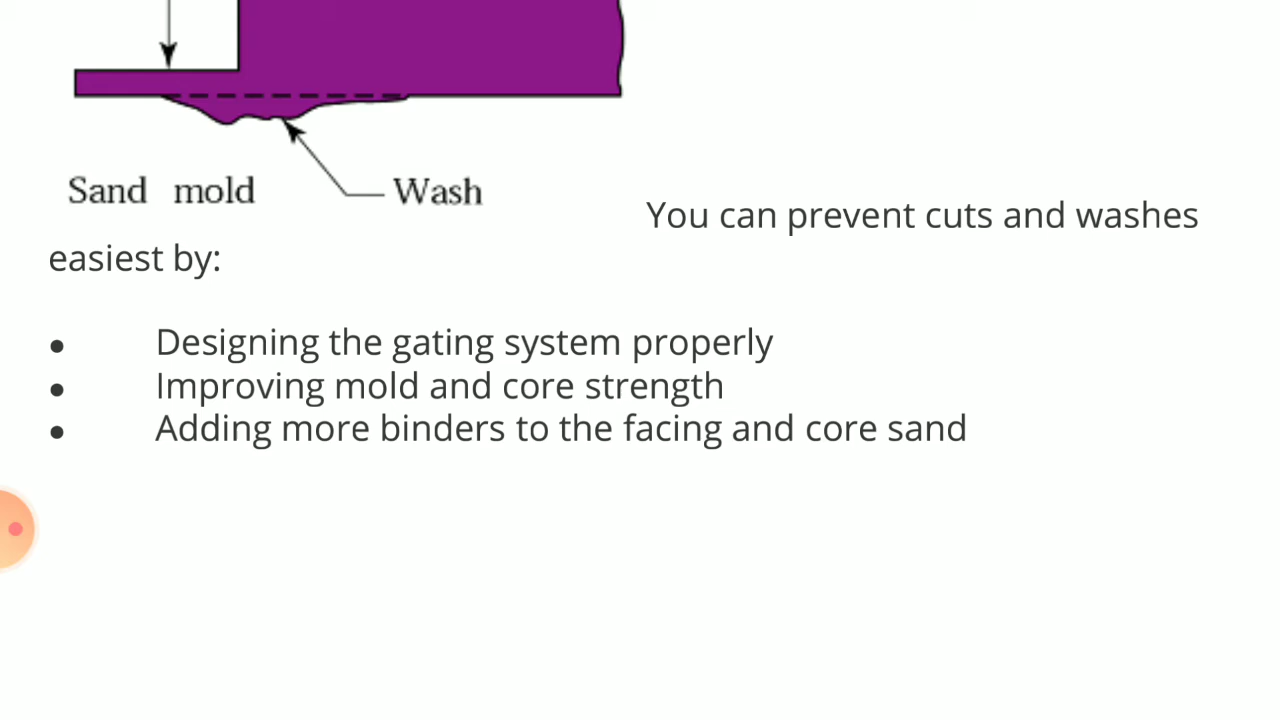 Sand mold
Wash
You can prevent cuts and washes
easiest by:
● Designing the gating system properly
● Improving mold and core strength
● Adding more binders to the facing and core sand